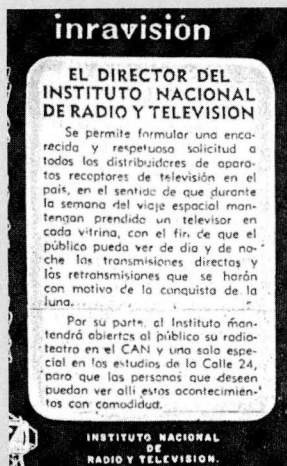 inravisión
EL DIRECTOR DEL
INSTITUTO NACIONAL
DE RADIO Y TELEVISION
Se permite formular una enca-
recida y respetuosa solicitud a
todos los distribuidores de apara-
tos receptores de televisión en el
país, en el sentido de que durante
la semana del viaje espacial man-
tengan prendido un televisor en
cada vitrina, con el fin de que el
público pueda ver de día y de no-
che las transmisiones directas y
las retransmisiones que se harán
con motivo de la conquista de la
luna.
Por su parte, el Instituto man-
tendrá abiertos al público su radio-
teatro en el CAN y una sala espe-
cial en los estudios de la Calle 24,
para que las personas que deseen
puedan ver allí estos acontecimien-
tos con comodidad.
INSTITUTO NACIONAL
DE
RADIO Y TELEVISION.